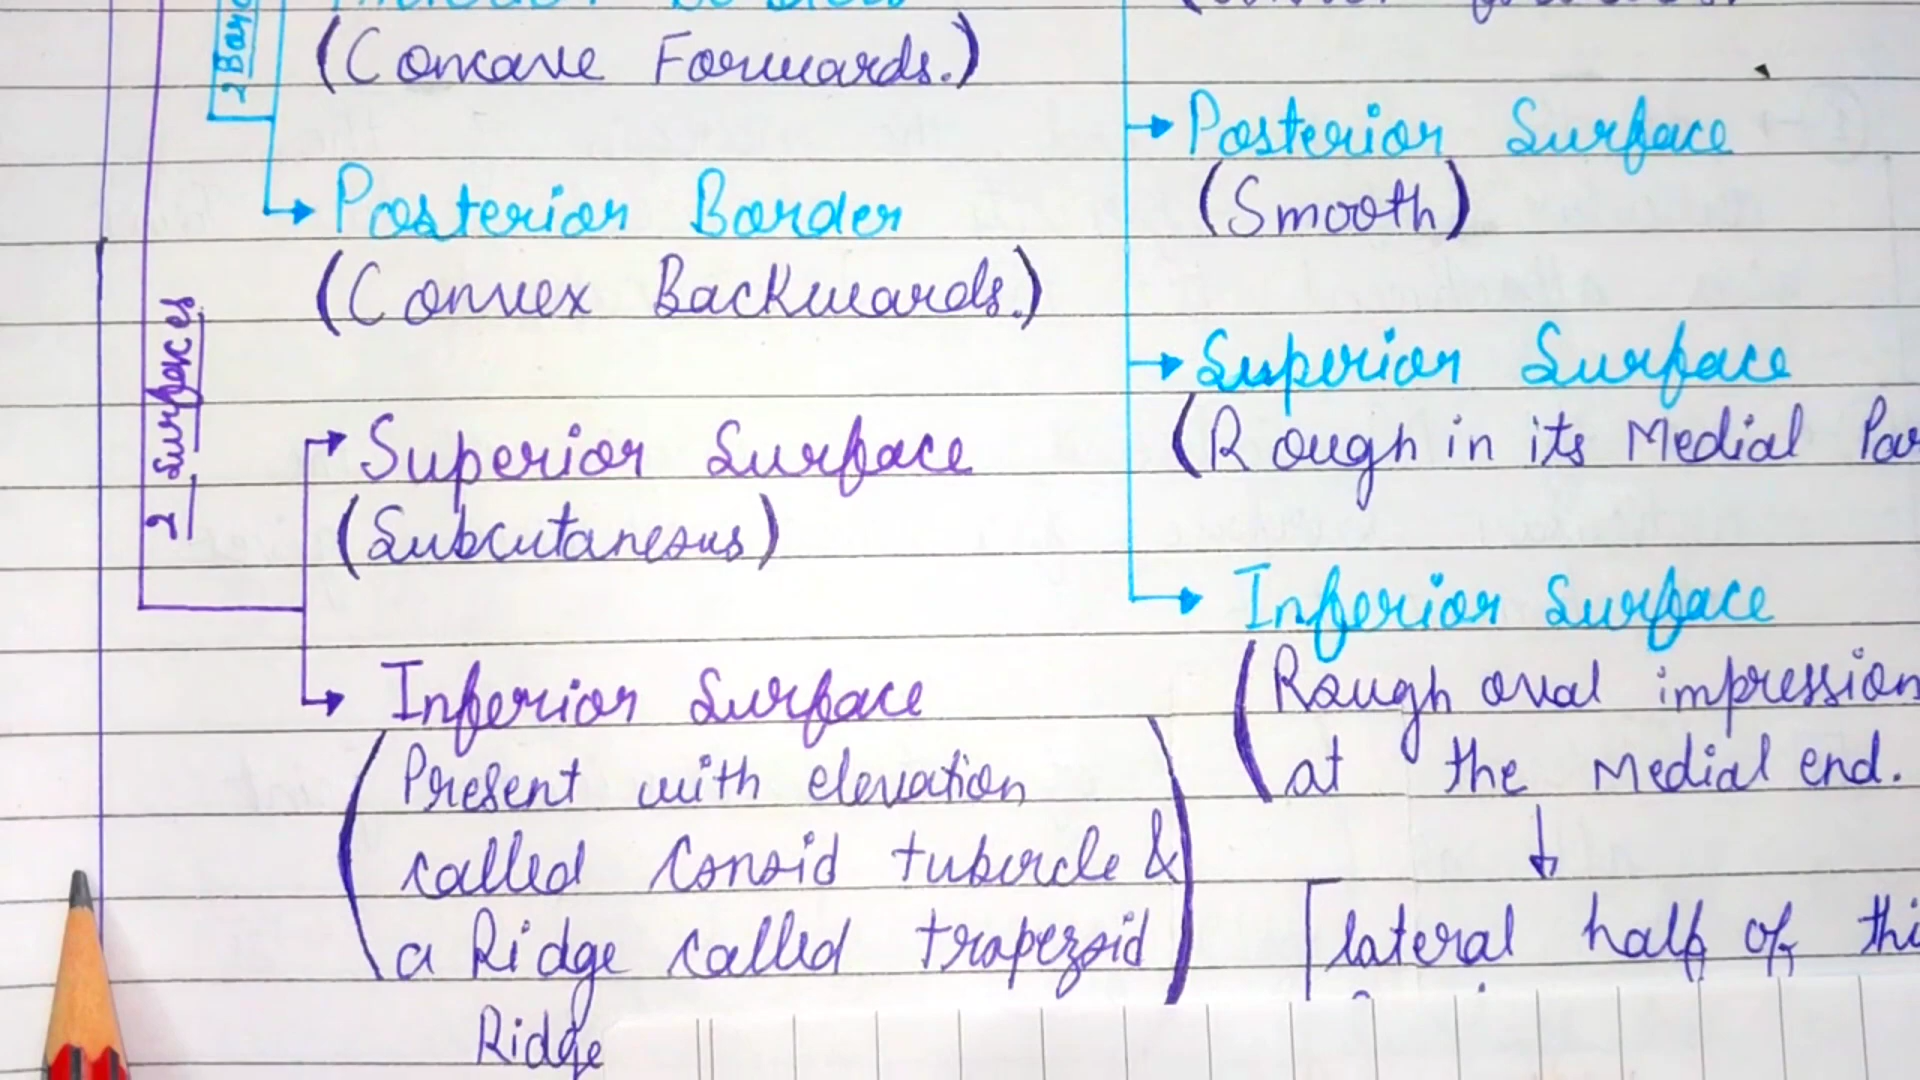 2
(Concave Forwards.)
Posterior Border
(Convex Backwards.)
2 Surfaces
Superior Surface
(Subcutaneous)
Inferior Surface
(Present with elevation
called Conoid tubercle &
a Ridge called trapezoid
Ridge
Posterior Surface
(Smooth)
Superior Surface
(Rough in its Medial
Inferior Surface
(Rough oval impression
at the Medial end.
lateral half of